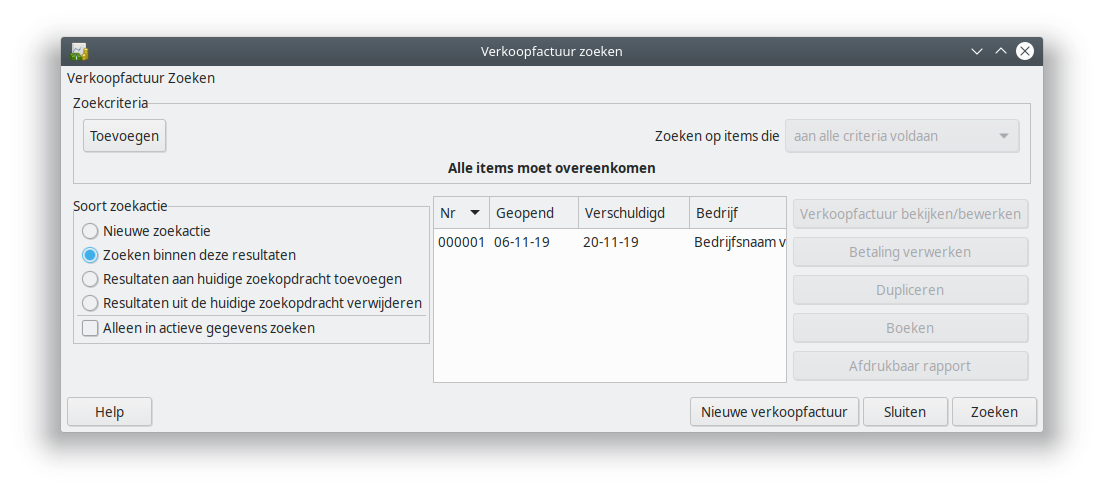 Verkoopfactuur zoeken
Verkoopfactuur Zoeken
Zoekcriteria
Toevoegen Zoeken op items die aan alle criteria voldaan
Alle items moet overeenkomen
Soort zoekactie
Nieuwe zoekactie
Zoeken binnen deze resultaten
Resultaten aan huidige zoekopdracht toevoegen
Resultaten uit de huidige zoekopdracht verwijderen
Alleen in actieve gegevens zoeken
Nr Geopend Verschuldigd Bedrijf
000001 06-11-19 20-11-19 Bedrijfsnaam v
Verkoopfactuur bekijken/bewerken
Betaling verwerken
Dupliceren
Boeken
Afdrukbaar rapport
Help Nieuwe verkoopfactuur Sluiten Zoeken